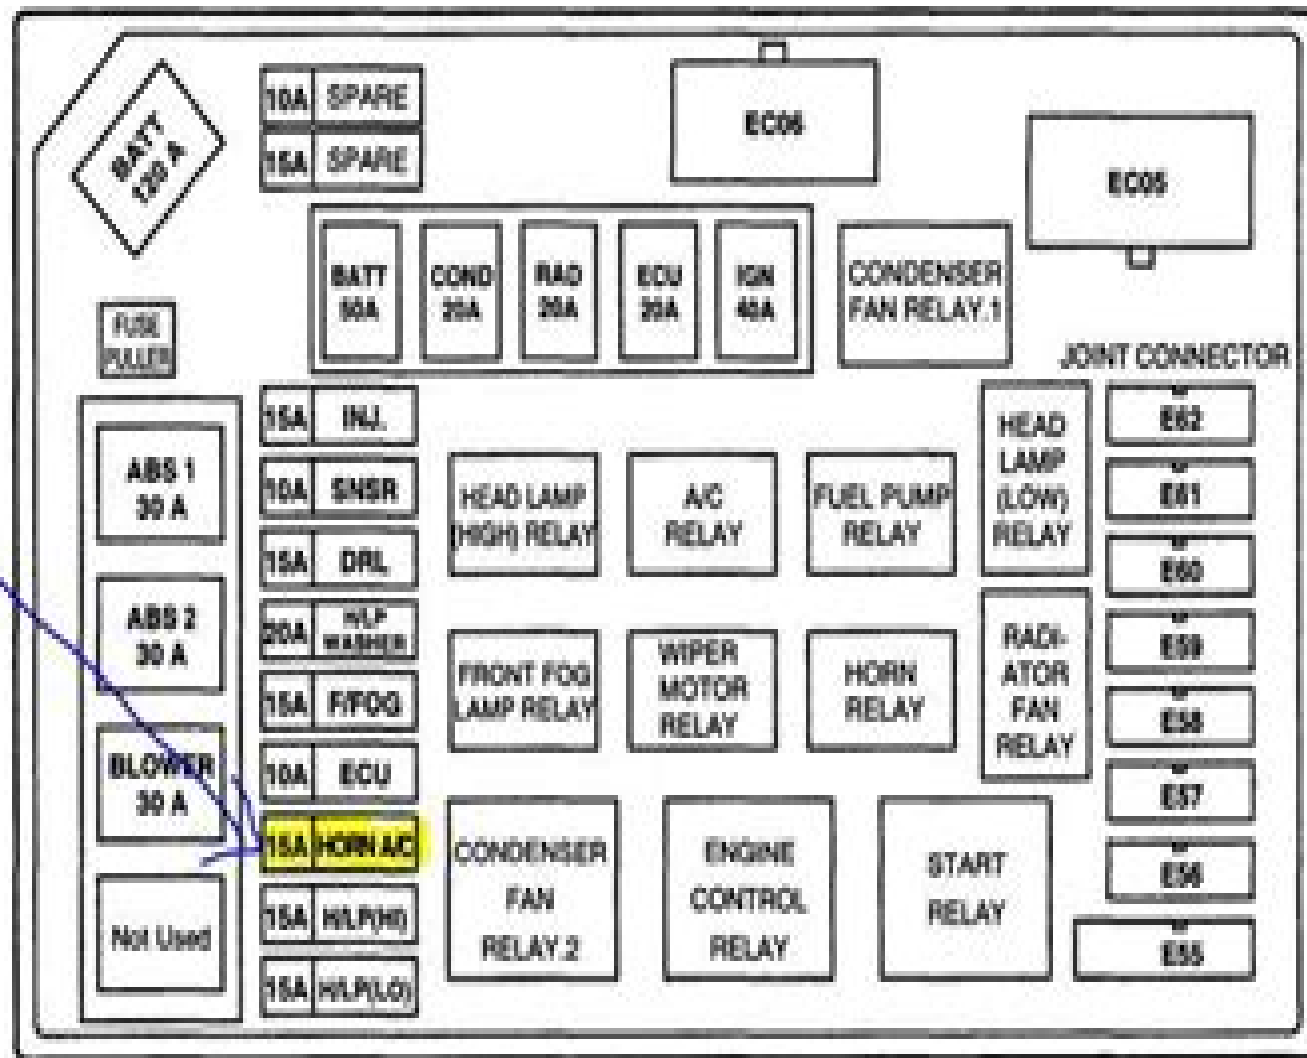 BATT
120 A
10A SPARE
15A SPARE
EC06
EC05
BATT
50A
COND
20A
RAD
20A
ECU
20A
IGN
40A
CONDENSER
FAN RELAY.1
FUSE
PULLER
JOINT CONNECTOR
ABS 1
30 A
ABS 2
30 A
BLOWER
30 A
Not Used
15A INJ.
10A SNSR
15A DRL
20A H/LP
WASHER
15A F/FOG
10A ECU
15A HORN A/C
15A H/LP(HI)
15A H/LP(LO)
HEAD LAMP
(HIGH) RELAY
A/C
RELAY
FUEL PUMP
RELAY
HEAD
LAMP
(LOW)
RELAY
FRONT FOG
LAMP RELAY
WIPER
MOTOR
RELAY
HORN
RELAY
RADI-
ATOR
FAN
RELAY
CONDENSER
FAN
RELAY.2
ENGINE
CONTROL
RELAY
START
RELAY
E62
E61
E60
E59
E58
E57
E56
E55